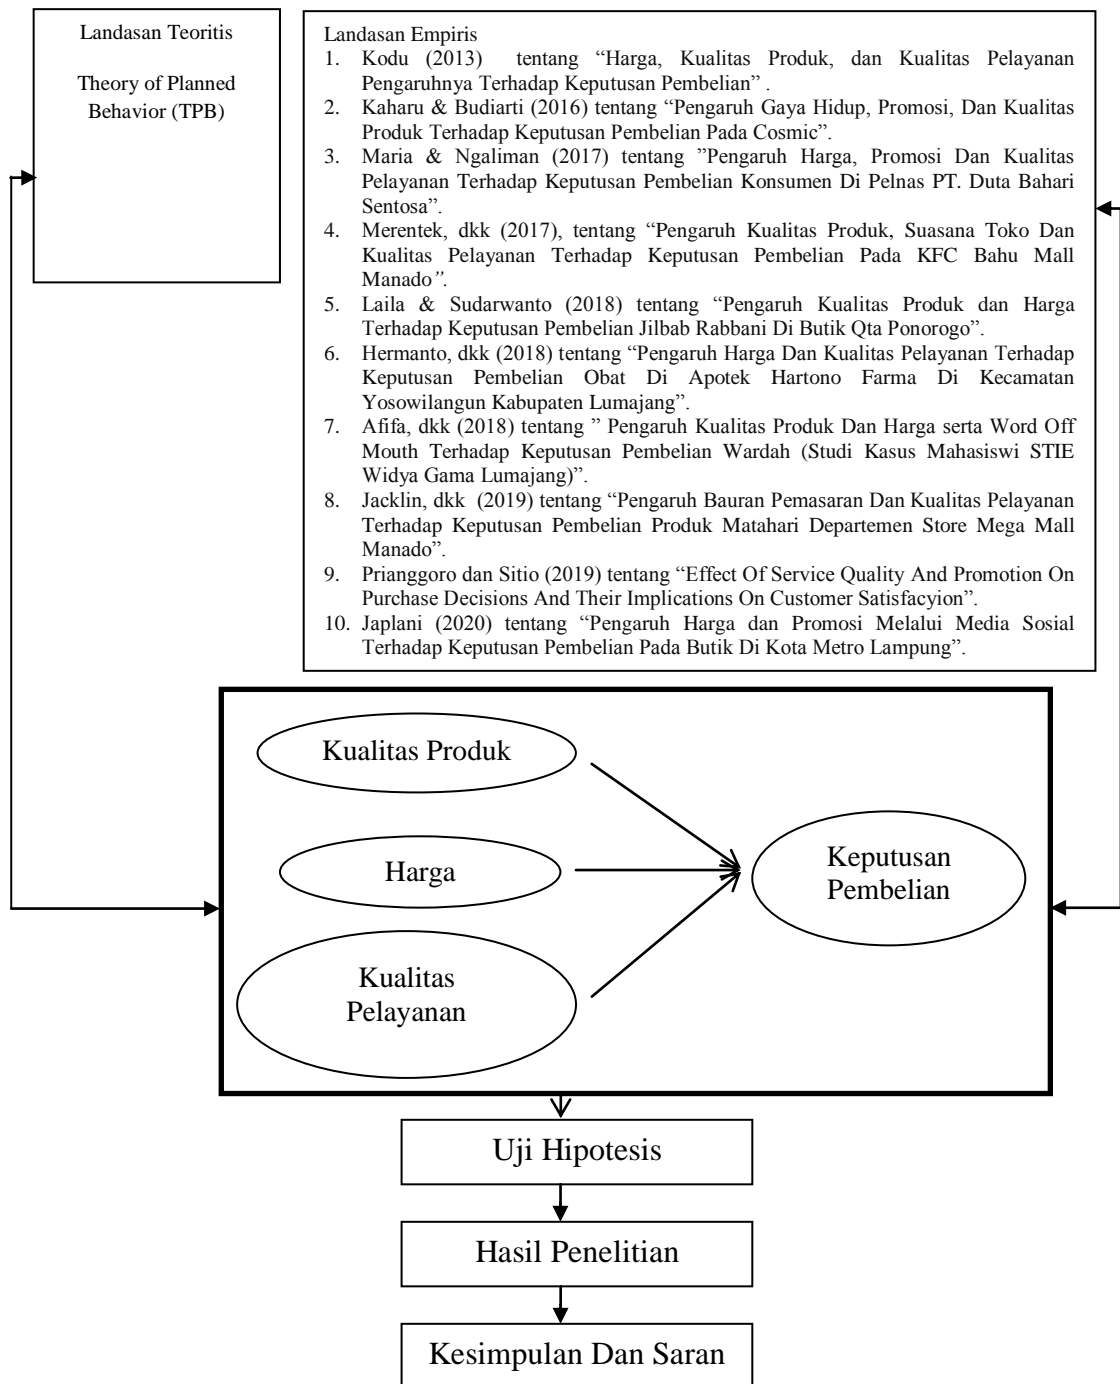 Landasan Teoritis
Theory of Planned
Behavior (TPB)
Landasan Empiris
1. Kodu (2013) tentang “Harga, Kualitas Produk, dan Kualitas Pelayanan
Pengaruhnya Terhadap Keputusan Pembelian” .
2. Kaharu & Budiarti (2016) tentang “Pengaruh Gaya Hidup, Promosi, Dan Kualitas
Produk Terhadap Keputusan Pembelian Pada Cosmic”.
3. Maria & Ngaliman (2017) tentang ”Pengaruh Harga, Promosi Dan Kualitas
Pelayanan Terhadap Keputusan Pembelian Konsumen Di Pelnas PT. Duta Bahari
Sentosa”.
4. Merentek, dkk (2017), tentang “Pengaruh Kualitas Produk, Suasana Toko Dan
Kualitas Pelayanan Terhadap Keputusan Pembelian Pada KFC Bahu Mall
Manado”.
5. Laila & Sudarwanto (2018) tentang “Pengaruh Kualitas Produk dan Harga
Terhadap Keputusan Pembelian Jilbab Rabbani Di Butik Qta Ponorogo”.
6. Hermanto, dkk (2018) tentang “Pengaruh Harga Dan Kualitas Pelayanan Terhadap
Keputusan Pembelian Obat Di Apotek Hartono Farma Di Kecamatan
Yosowilangun Kabupaten Lumajang”.
7. Afifa, dkk (2018) tentang ” Pengaruh Kualitas Produk Dan Harga serta Word Off
Mouth Terhadap Keputusan Pembelian Wardah (Studi Kasus Mahasiswi STIE
Widya Gama Lumajang)”.
8. Jacklin, dkk (2019) tentang “Pengaruh Bauran Pemasaran Dan Kualitas Pelayanan
Terhadap Keputusan Pembelian Produk Matahari Departemen Store Mega Mall
Manado”.
9. Prianggoro dan Sitio (2019) tentang “Effect Of Service Quality And Promotion On
Purchase Decisions And Their Implications On Customer Satisfacyion”.
10. Japlani (2020) tentang “Pengaruh Harga dan Promosi Melalui Media Sosial
Terhadap Keputusan Pembelian Pada Butik Di Kota Metro Lampung”.
Kualitas Produk
Harga
Kualitas
Pelayanan
Keputusan
Pembelian
Uji Hipotesis
Hasil Penelitian
Kesimpulan Dan Saran